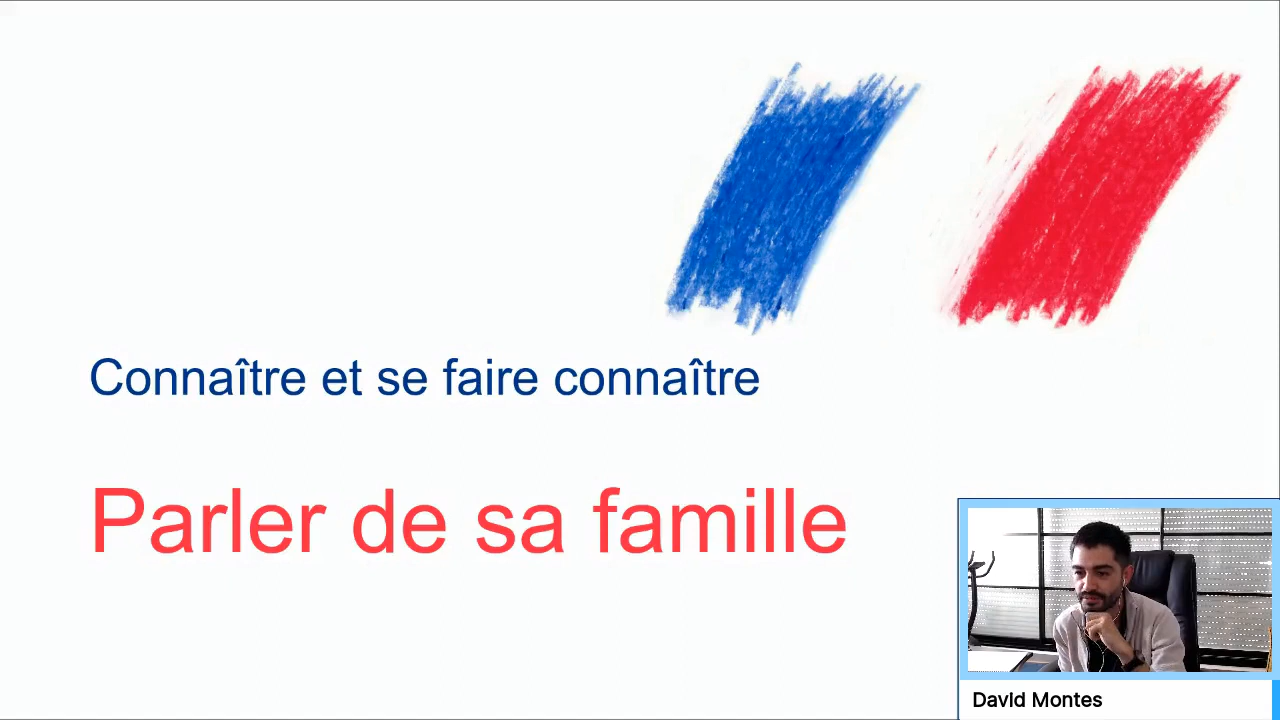 Connaître et se faire connaître
Parler de sa famille
David Montes